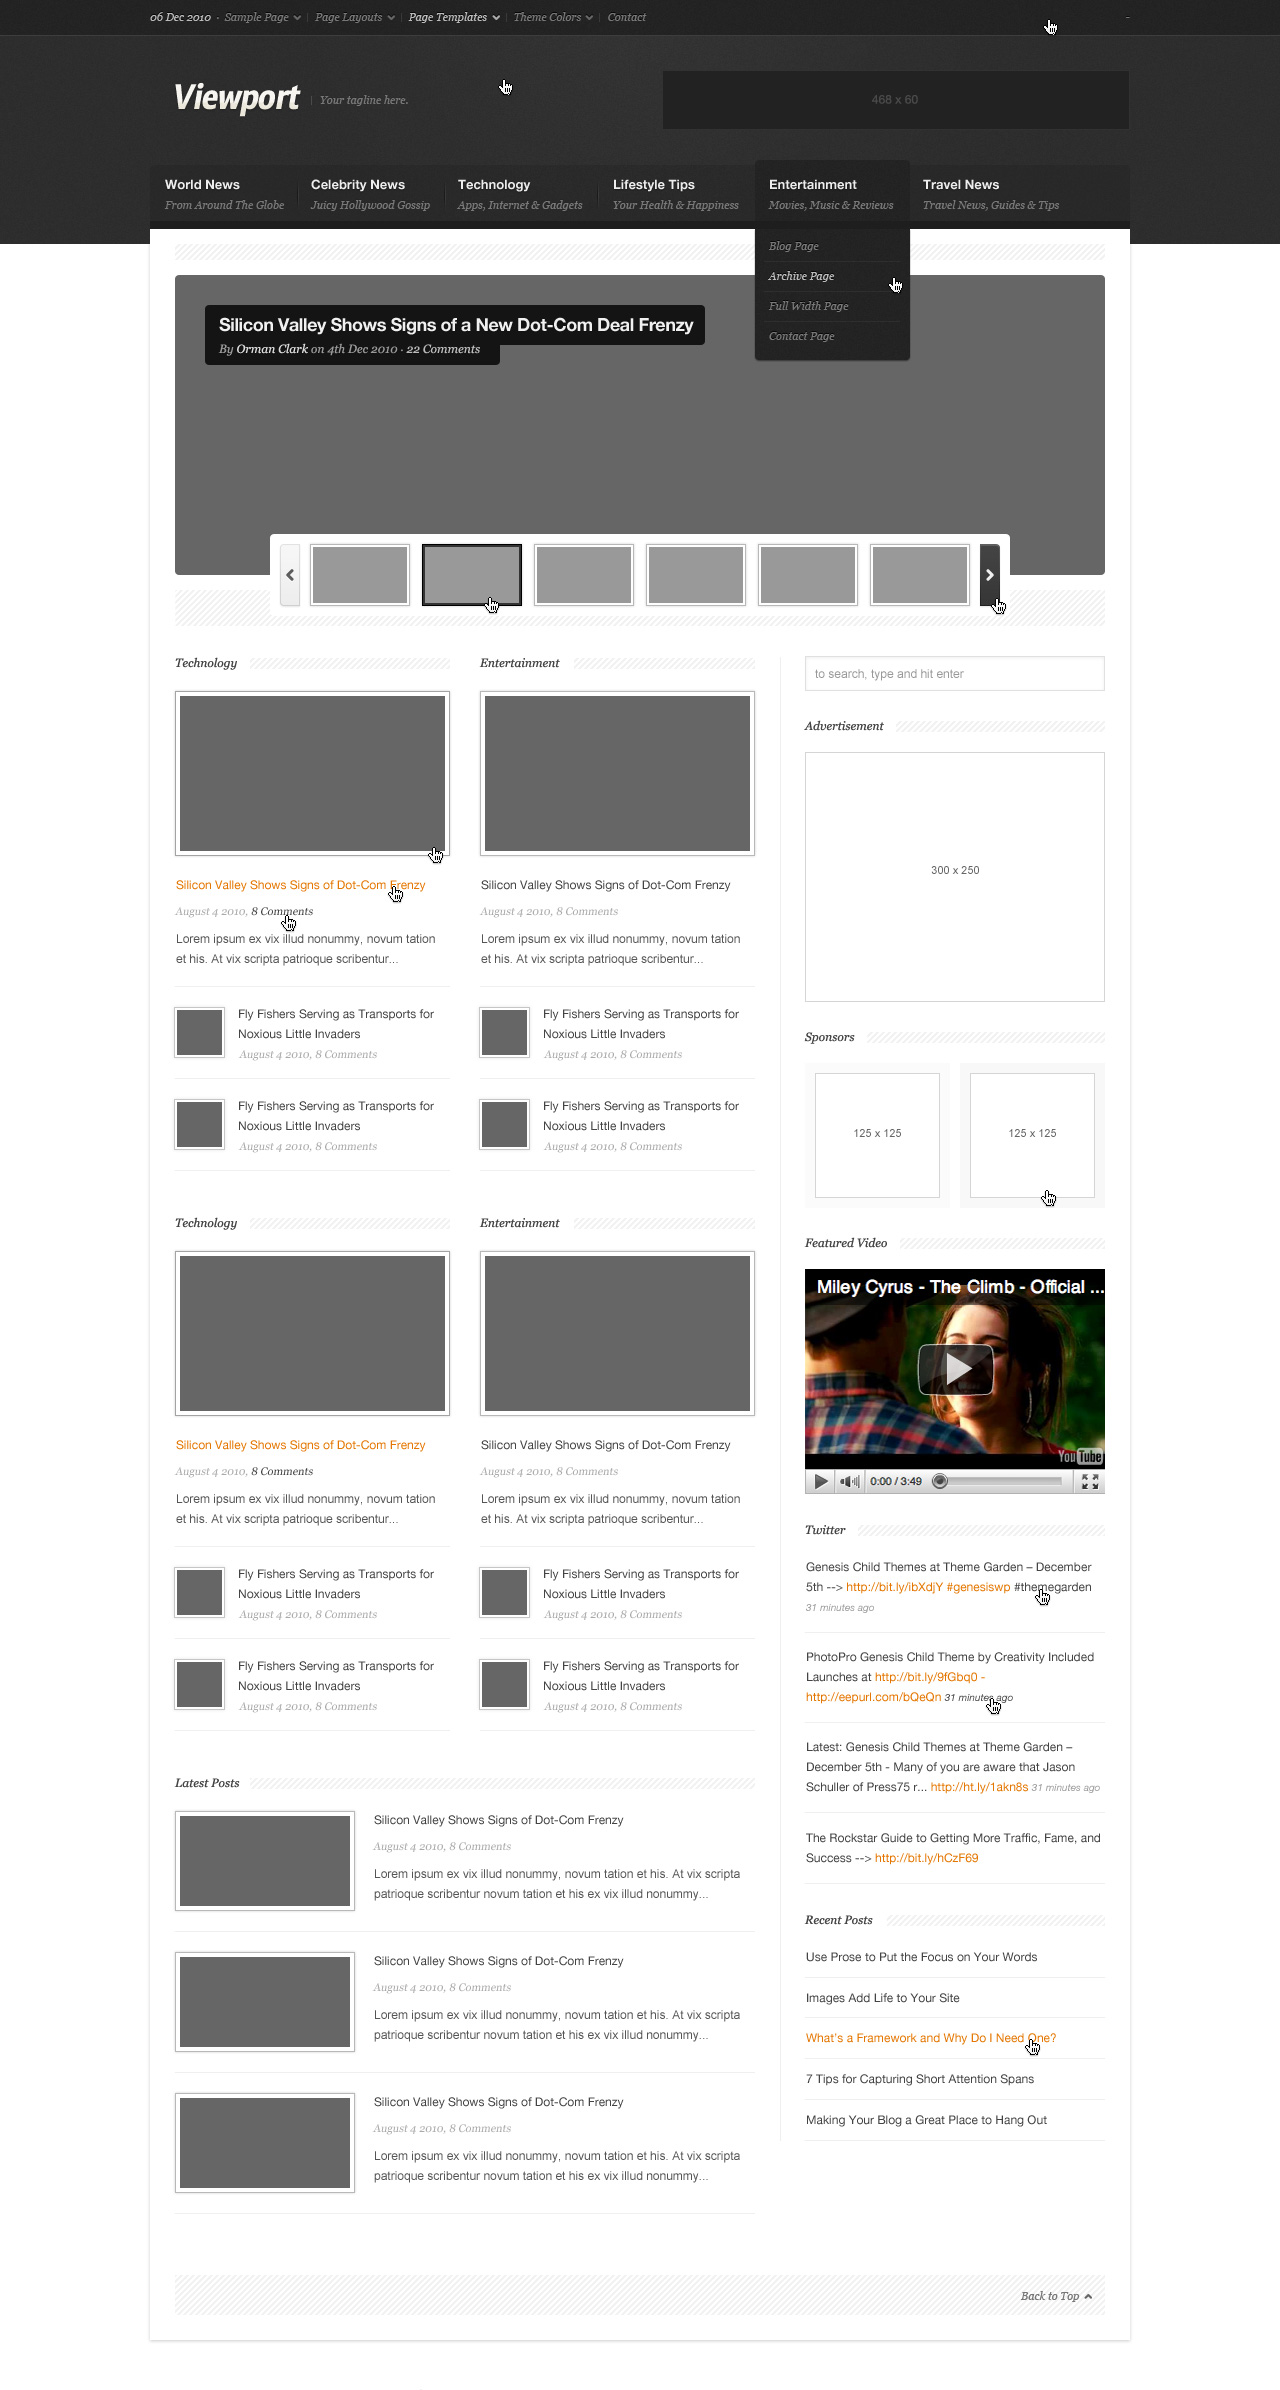 06 Dec 2010 · Sample Page | Page Layouts | Page Templates | Theme Colors | Contact
Viewport | Your tagline here.
468 x 60
World News
From Around The Globe
Celebrity News
Juicy Hollywood Gossip
Technology
Apps, Internet & Gadgets
Lifestyle Tips
Your Health & Happiness
Entertainment
Movies, Music & Reviews
Travel News
Travel News, Guides & Tips
Blog Page
Archive Page
Full Width Page
Contact Page
Silicon Valley Shows Signs of a New Dot-Com Deal Frenzy
By Orman Clark on 4th Dec 2010 · 22 Comments
Technology
Silicon Valley Shows Signs of Dot-Com Frenzy
August 4 2010, 8 Comments
Lorem ipsum ex vix illud nonummy, novum tation
et his. At vix scripta patrioque scribentur...
Fly Fishers Serving as Transports for
Noxious Little Invaders
August 4 2010, 8 Comments
Fly Fishers Serving as Transports for
Noxious Little Invaders
August 4 2010, 8 Comments
Entertainment
Silicon Valley Shows Signs of Dot-Com Frenzy
August 4 2010, 8 Comments
Lorem ipsum ex vix illud nonummy, novum tation
et his. At vix scripta patrioque scribentur...
Fly Fishers Serving as Transports for
Noxious Little Invaders
August 4 2010, 8 Comments
Fly Fishers Serving as Transports for
Noxious Little Invaders
August 4 2010, 8 Comments
Technology
Silicon Valley Shows Signs of Dot-Com Frenzy
August 4 2010, 8 Comments
Lorem ipsum ex vix illud nonummy, novum tation
et his. At vix scripta patrioque scribentur...
Fly Fishers Serving as Transports for
Noxious Little Invaders
August 4 2010, 8 Comments
Fly Fishers Serving as Transports for
Noxious Little Invaders
August 4 2010, 8 Comments
Entertainment
Silicon Valley Shows Signs of Dot-Com Frenzy
August 4 2010, 8 Comments
Lorem ipsum ex vix illud nonummy, novum tation
et his. At vix scripta patrioque scribentur...
Fly Fishers Serving as Transports for
Noxious Little Invaders
August 4 2010, 8 Comments
Fly Fishers Serving as Transports for
Noxious Little Invaders
August 4 2010, 8 Comments
Latest Posts
Silicon Valley Shows Signs of Dot-Com Frenzy
August 4 2010, 8 Comments
Lorem ipsum ex vix illud nonummy, novum tation et his. At vix scripta
patrioque scribentur novum tation et his ex vix illud nonummy...
Silicon Valley Shows Signs of Dot-Com Frenzy
August 4 2010, 8 Comments
Lorem ipsum ex vix illud nonummy, novum tation et his. At vix scripta
patrioque scribentur novum tation et his ex vix illud nonummy...
Silicon Valley Shows Signs of Dot-Com Frenzy
August 4 2010, 8 Comments
Lorem ipsum ex vix illud nonummy, novum tation et his. At vix scripta
patrioque scribentur novum tation et his ex vix illud nonummy...
to search, type and hit enter
Advertisement
300 x 250
Sponsors
125 x 125
125 x 125
Featured Video
Miley Cyrus - The Climb - Official ...
YouTube
0:00 / 3:49
Twitter
Genesis Child Themes at Theme Garden – December
5th --> http://bit.ly/ibXdjY #genesiswp #themegarden
31 minutes ago
PhotoPro Genesis Child Theme by Creativity Included
Launches at http://bit.ly/9fGbq0 -
http://eepurl.com/bQeQn 31 minutes ago
Latest: Genesis Child Themes at Theme Garden –
December 5th - Many of you are aware that Jason
Schuller of Press75 r... http://ht.ly/1akn8s 31 minutes ago
The Rockstar Guide to Getting More Traffic, Fame, and
Success --> http://bit.ly/hCzF69
Recent Posts
Use Prose to Put the Focus on Your Words
Images Add Life to Your Site
What's a Framework and Why Do I Need One?
7 Tips for Capturing Short Attention Spans
Making Your Blog a Great Place to Hang Out
Back to Top